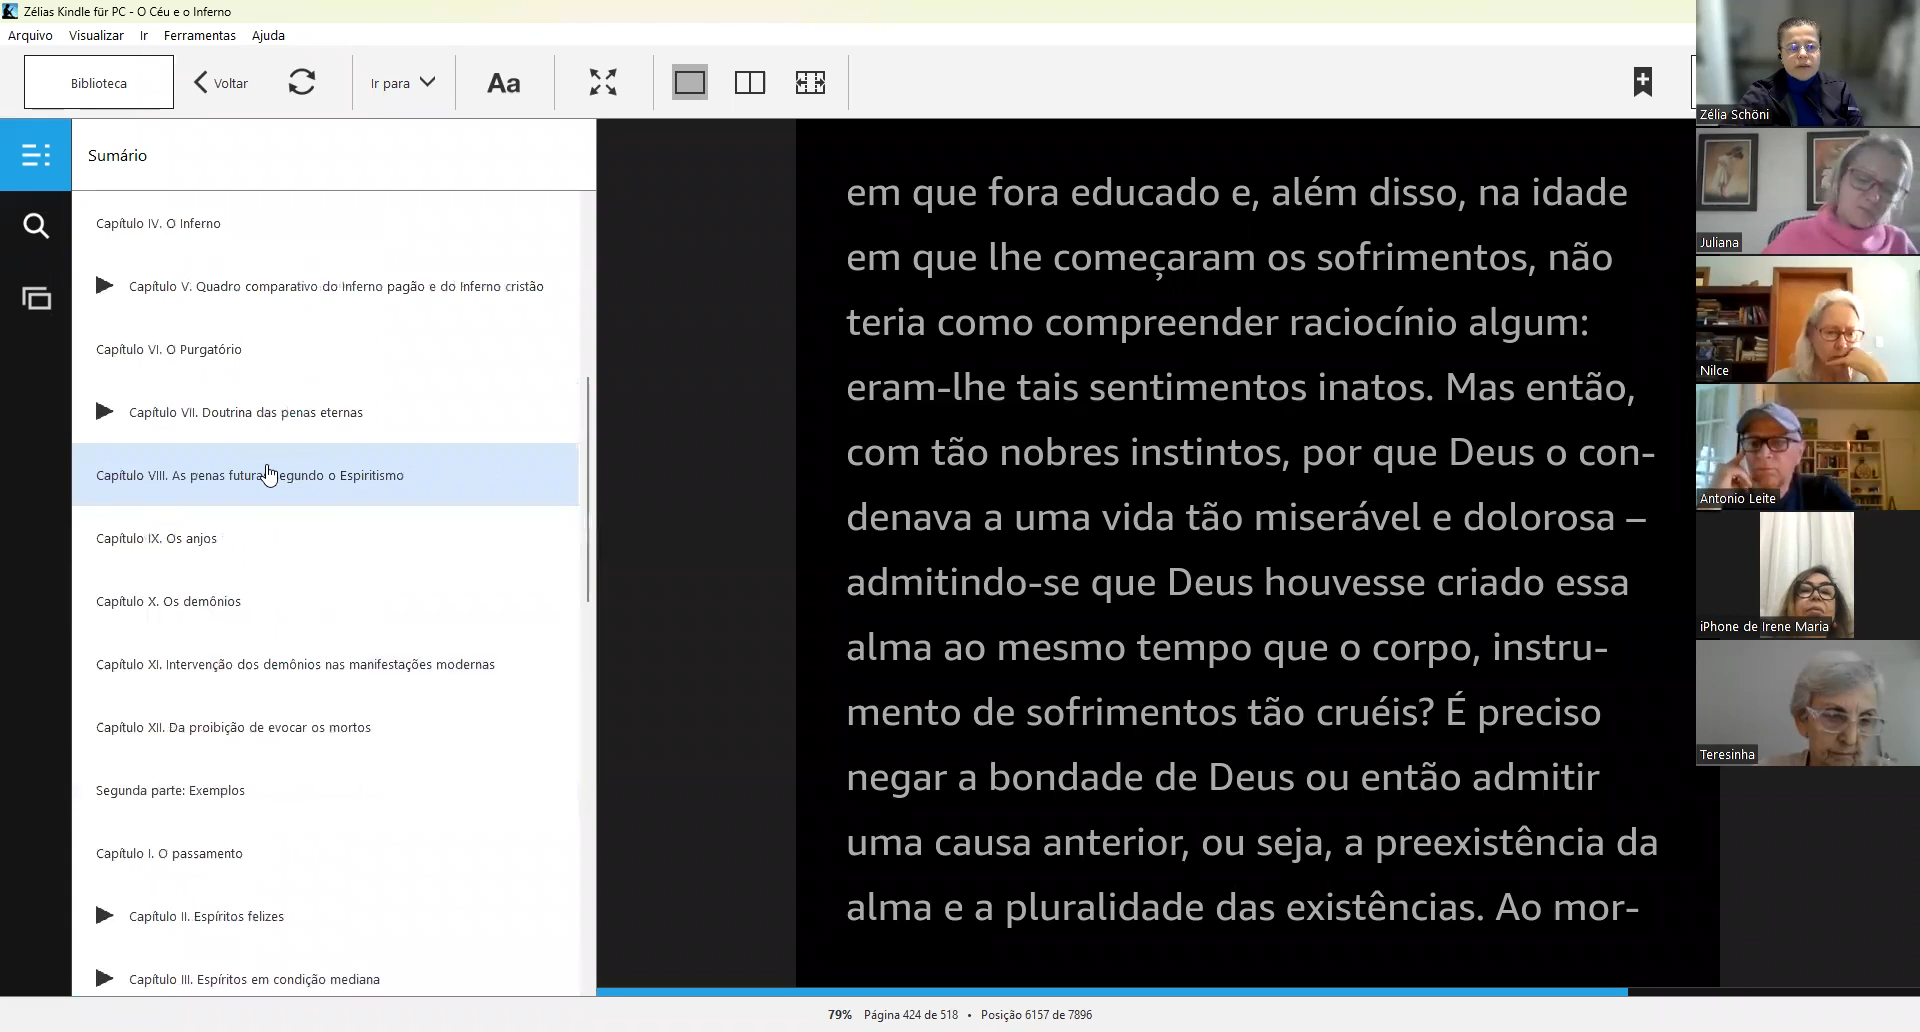 Zélias Kindle für PC - O Céu e o Inferno
Arquivo Visualizar Ir Ferramentas Ajuda
Biblioteca Voltar Ir para Aa
Sumário
Capítulo IV. O Inferno
Capítulo V. Quadro comparativo do Inferno pagão e do Inferno cristão
Capítulo VI. O Purgatório
Capítulo VII. Doutrina das penas eternas
Capítulo VIII. As penas futura segundo o Espiritismo
Capítulo IX. Os anjos
Capítulo X. Os demônios
Capítulo XI. Intervenção dos demônios nas manifestações modernas
Capítulo XII. Da proibição de evocar os mortos
Segunda parte: Exemplos
Capítulo I. O passamento
Capítulo II. Espíritos felizes
Capítulo III. Espíritos em condição mediana
em que fora educado e, além disso, na idade
em que lhe começaram os sofrimentos, não
teria como compreender raciocínio algum:
eram-lhe tais sentimentos inatos. Mas então,
com tão nobres instintos, por que Deus o con-
denava a uma vida tão miserável e dolorosa –
admitindo-se que Deus houvesse criado essa
alma ao mesmo tempo que o corpo, instru-
mento de sofrimentos tão cruéis? É preciso
negar a bondade de Deus ou então admitir
uma causa anterior, ou seja, a preexistência da
alma e a pluralidade das existências. Ao mor-
79% Página 424 de 518 • Posição 6157 de 7896
Zélia Schöni
Juliana
Nilce
Antonio Leite
iPhone de Irene Maria
Teresinha